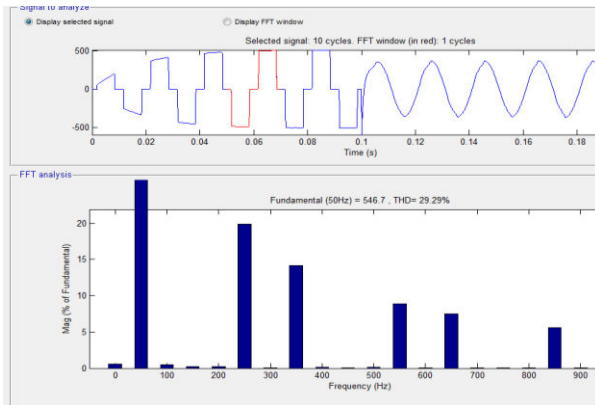 Signal to analyze
Display selected signal Display FFT window
Selected signal: 10 cycles. FFT window (in red): 1 cycles
500
0
-500
0 0.02 0.04 0.06 0.08 0.1 0.12 0.14 0.16 0.18
Time (s)
FFT analysis
Fundamental (50Hz) = 546.7 , THD= 29.29%
20
15
10
5
0
Mag (% of Fundamental)
0 100 200 300 400 500 600 700 800 900
Frequency (Hz)